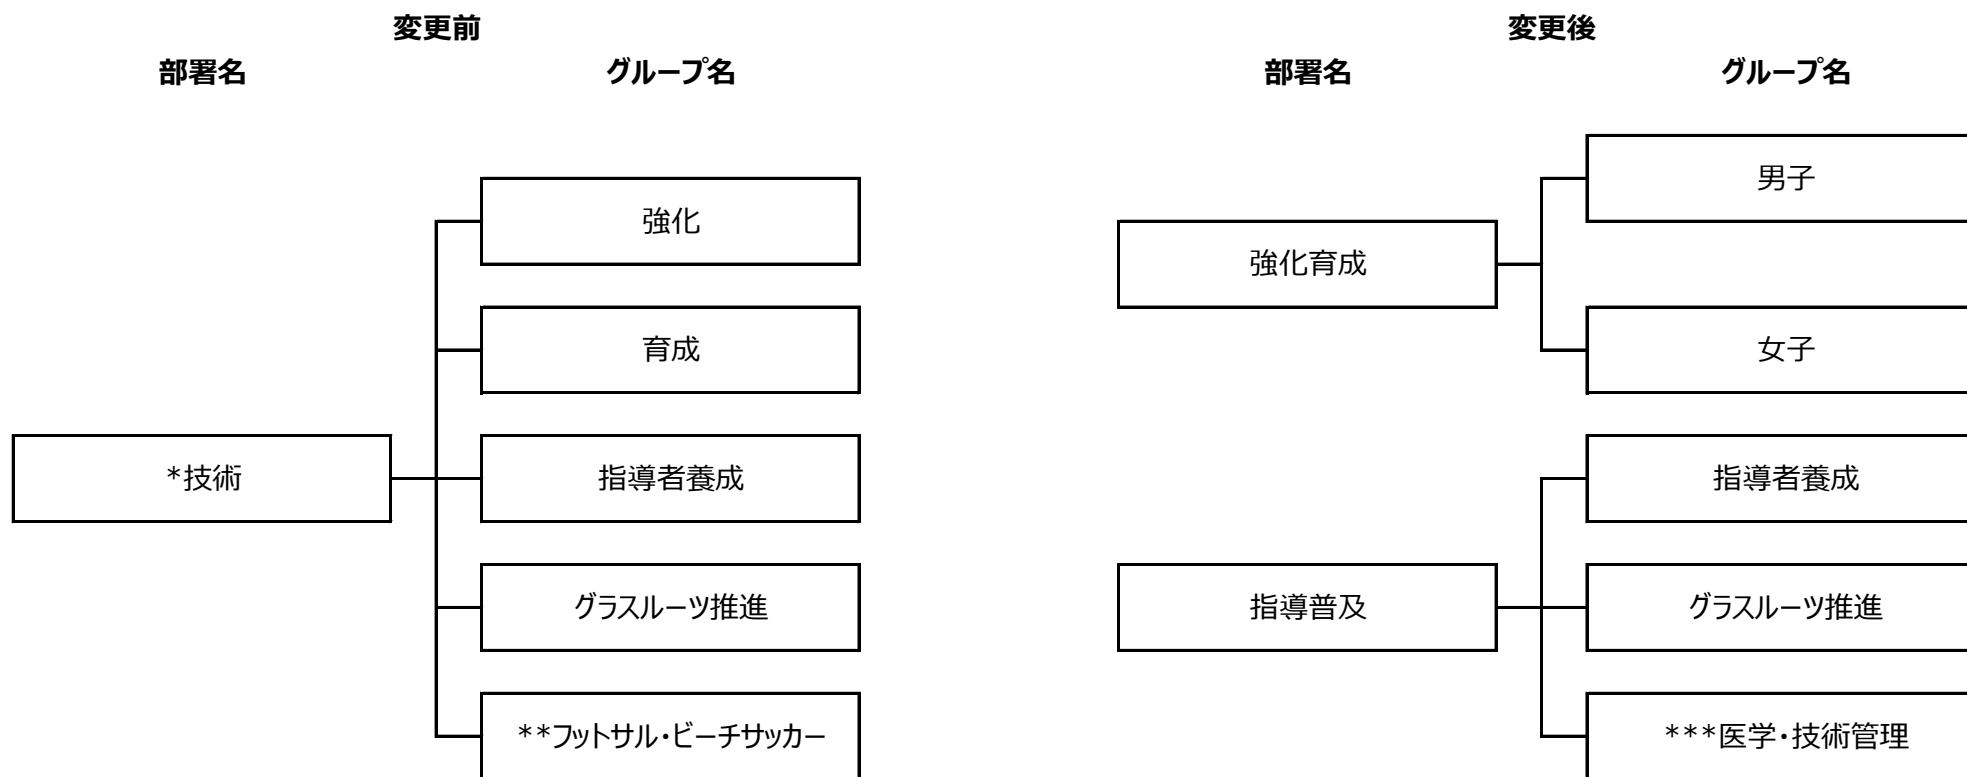 変更前
部署名
グループ名
強化
育成
*技術
指導者養成
グラスルーツ推進
**フットサル・ビーチサッカー
変更後
部署名
グループ名
男子
強化育成
女子
指導者養成
指導普及
グラスルーツ推進
***医学・技術管理